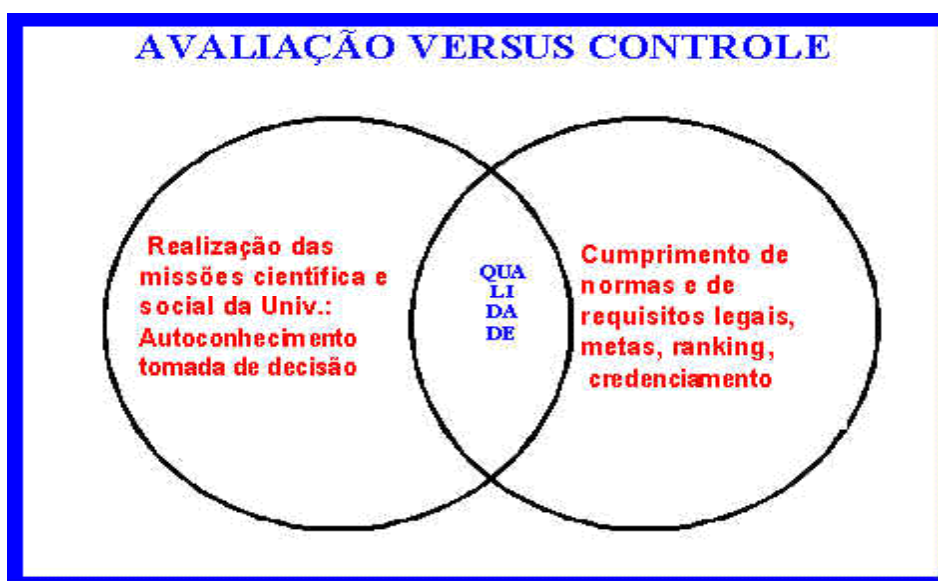 AVALIAÇÃO VERSUS CONTROLE
Realização das
missões científica e
social da Univ.:
Autoconhecimento
tomada de decisão
QUA
LI
DA
DE
Cumprimento de
normas e de
requisitos legais,
metas, ranking,
credenciamento